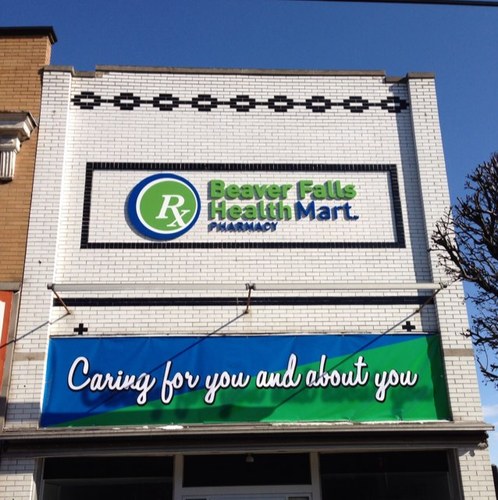 Rx
Beaver Falls
Health Mart.
PHARMACY
Caring for you and about you